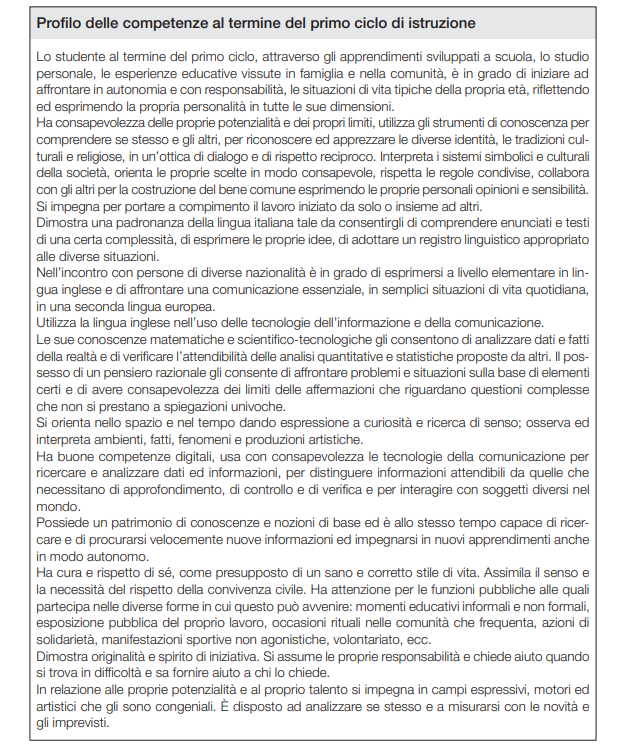 Profilo delle competenze al termine del primo ciclo di istruzione
Lo studente al termine del primo ciclo, attraverso gli apprendimenti sviluppati a scuola, lo studio
personale, le esperienze educative vissute in famiglia e nella comunità, è in grado di iniziare ad
affrontare in autonomia e con responsabilità, le situazioni di vita tipiche della propria età, riflettendo
ed esprimendo la propria personalità in tutte le sue dimensioni.
Ha consapevolezza delle proprie potenzialità e dei propri limiti, utilizza gli strumenti di conoscenza per
comprendere se stesso e gli altri, per riconoscere ed apprezzare le diverse identità, le tradizioni cul-
turali e religiose, in un'ottica di dialogo e di rispetto reciproco. Interpreta i sistemi simbolici e culturali
della società, orienta le proprie scelte in modo consapevole, rispetta le regole condivise, collabora
con gli altri per la costruzione del bene comune esprimendo le proprie personali opinioni e sensibilità.
Si impegna per portare a compimento il lavoro iniziato da solo o insieme ad altri.
Dimostra una padronanza della lingua italiana tale da consentirgli di comprendere enunciati e testi
di una certa complessità, di esprimere le proprie idee, di adottare un registro linguistico appropriato
alle diverse situazioni.
Nell'incontro con persone di diverse nazionalità è in grado di esprimersi a livello elementare in lin-
gua inglese e di affrontare una comunicazione essenziale, in semplici situazioni di vita quotidiana,
in una seconda lingua europea.
Utilizza la lingua inglese nell'uso delle tecnologie dell'informazione e della comunicazione.
Le sue conoscenze matematiche e scientifico-tecnologiche gli consentono di analizzare dati e fatti
della realtà e di verificare l'attendibilità delle analisi quantitative e statistiche proposte da altri. Il pos-
sesso di un pensiero razionale gli consente di affrontare problemi e situazioni sulla base di elementi
certi e di avere consapevolezza dei limiti delle affermazioni che riguardano questioni complesse
che non si prestano a spiegazioni univoche.
Si orienta nello spazio e nel tempo dando espressione a curiosità e ricerca di senso; osserva ed
interpreta ambienti, fatti, fenomeni e produzioni artistiche.
Ha buone competenze digitali, usa con consapevolezza le tecnologie della comunicazione per
ricercare e analizzare dati ed informazioni, per distinguere informazioni attendibili da quelle che
necessitano di approfondimento, di controllo e di verifica e per interagire con soggetti diversi nel
mondo.
Possiede un patrimonio di conoscenze e nozioni di base ed è allo stesso tempo capace di ricer-
care e di procurarsi velocemente nuove informazioni ed impegnarsi in nuovi apprendimenti anche
in modo autonomo.
Ha cura e rispetto di sé, come presupposto di un sano e corretto stile di vita. Assimila il senso e
la necessità del rispetto della convivenza civile. Ha attenzione per le funzioni pubbliche alle quali
partecipa nelle diverse forme in cui questo può avvenire: momenti educativi informali e non formali,
esposizione pubblica del proprio lavoro, occasioni rituali nelle comunità che frequenta, azioni di
solidarietà, manifestazioni sportive non agonistiche, volontariato, ecc.
Dimostra originalità e spirito di iniziativa. Si assume le proprie responsabilità e chiede aiuto quando
si trova in difficoltà e sa fornire aiuto a chi lo chiede.
In relazione alle proprie potenzialità e al proprio talento si impegna in campi espressivi, motori ed
artistici che gli sono congeniali. È disposto ad analizzare se stesso e a misurarsi con le novità e
gli imprevisti.